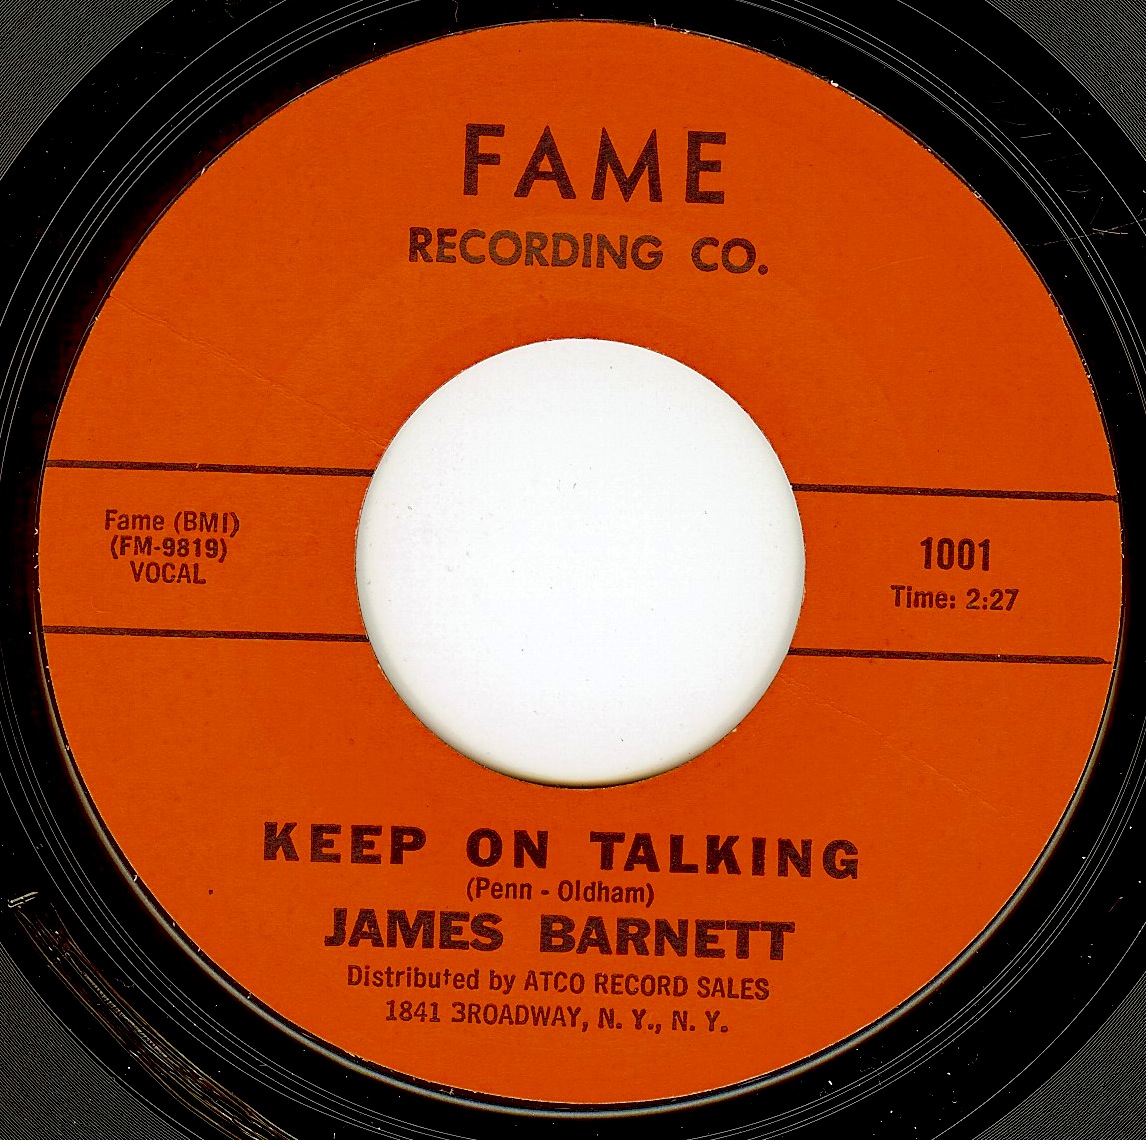 FAME
RECORDING CO.
Fame (BMI)
(FM-9819)
VOCAL
1001
Time: 2:27
KEEP ON TALKING
(Penn - Oldham)
JAMES BARNETT
Distributed by ATCO RECORD SALES
1841 3ROADWAY, N. Y., N. Y.